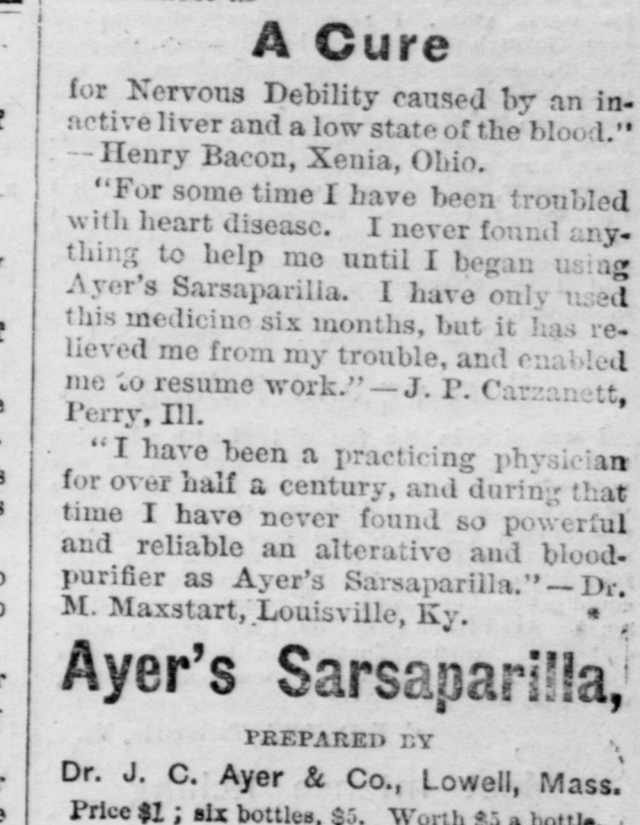 A Cure
for Nervous Debility caused by an in-
active liver and a low state of the blood."
— Henry Bacon, Xenia, Ohio.
"For some time I have been troubled
with heart disease. I never found any-
thing to help me until I began using
Ayer's Sarsaparilla. I have only used
this medicine six months, but it has re-
lieved me from my trouble, and enabled
me to resume work."—J. P. Carzanett,
Perry, Ill.
"I have been a practicing physician
for over half a century, and during that
time I have never found so powerful
and reliable an alterative and blood-
purifier as Ayer's Sarsaparilla."—Dr.
M. Maxstart, Louisville, Ky. *
Ayer's Sarsaparilla,
PREPARED BY
Dr. J. C. Ayer & Co., Lowell, Mass.
Price $1 ; six bottles, $5. Worth $5 a bottle.